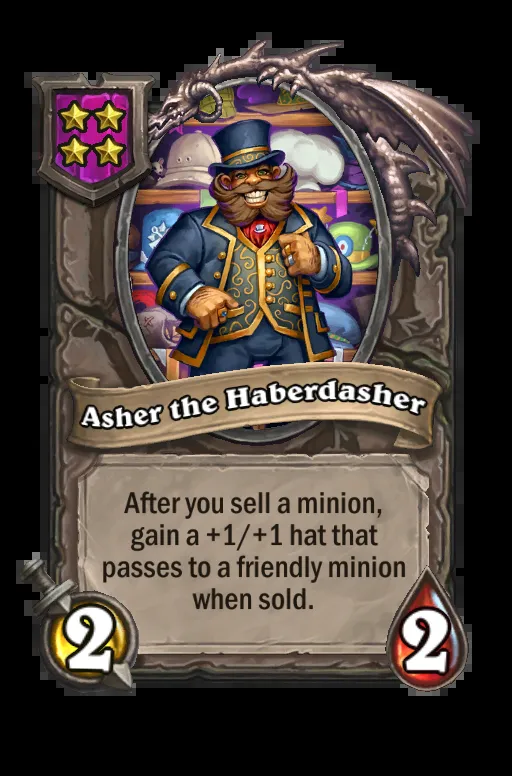 Asher the Haberdasher
After you sell a minion,
gain a +1/+1 hat that
passes to a friendly minion
when sold.
2
2